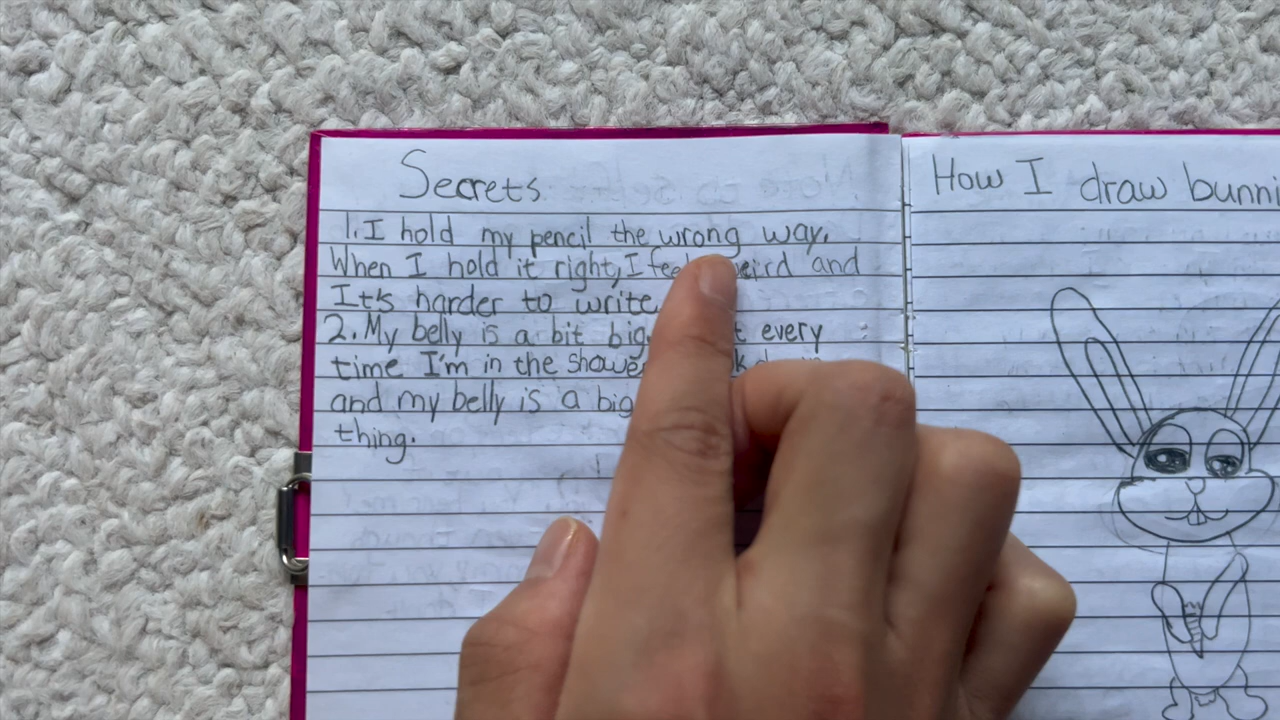 Secrets
1. I hold my pencil the wrong way.
When I hold it right, I feel weird and
It's harder to write
2. My belly is a bit big. every
time I'm in the shower
and my belly is a big
thing.
How I draw bunni